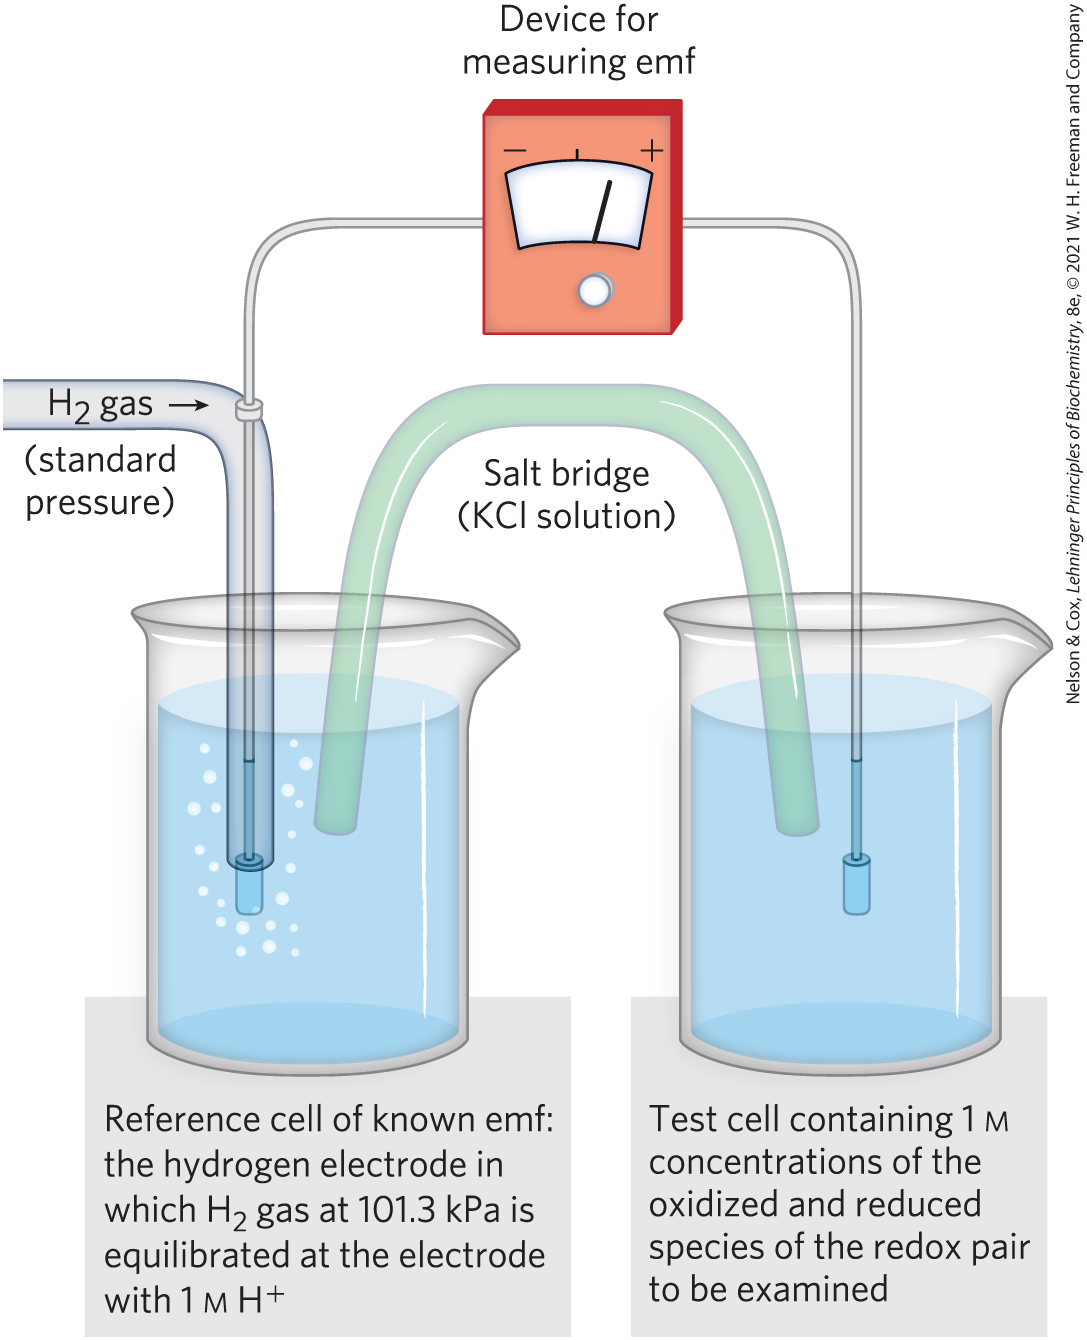 Device for
measuring emf
− +
H₂ gas →
(standard
pressure)
Salt bridge
(KCl solution)
Reference cell of known emf:
the hydrogen electrode in
which H₂ gas at 101.3 kPa is
equilibrated at the electrode
with 1 M H⁺
Test cell containing 1 M
concentrations of the
oxidized and reduced
species of the redox pair
to be examined
Nelson & Cox, Lehninger Principles of Biochemistry, 8e, © 2021 W. H. Freeman and Company